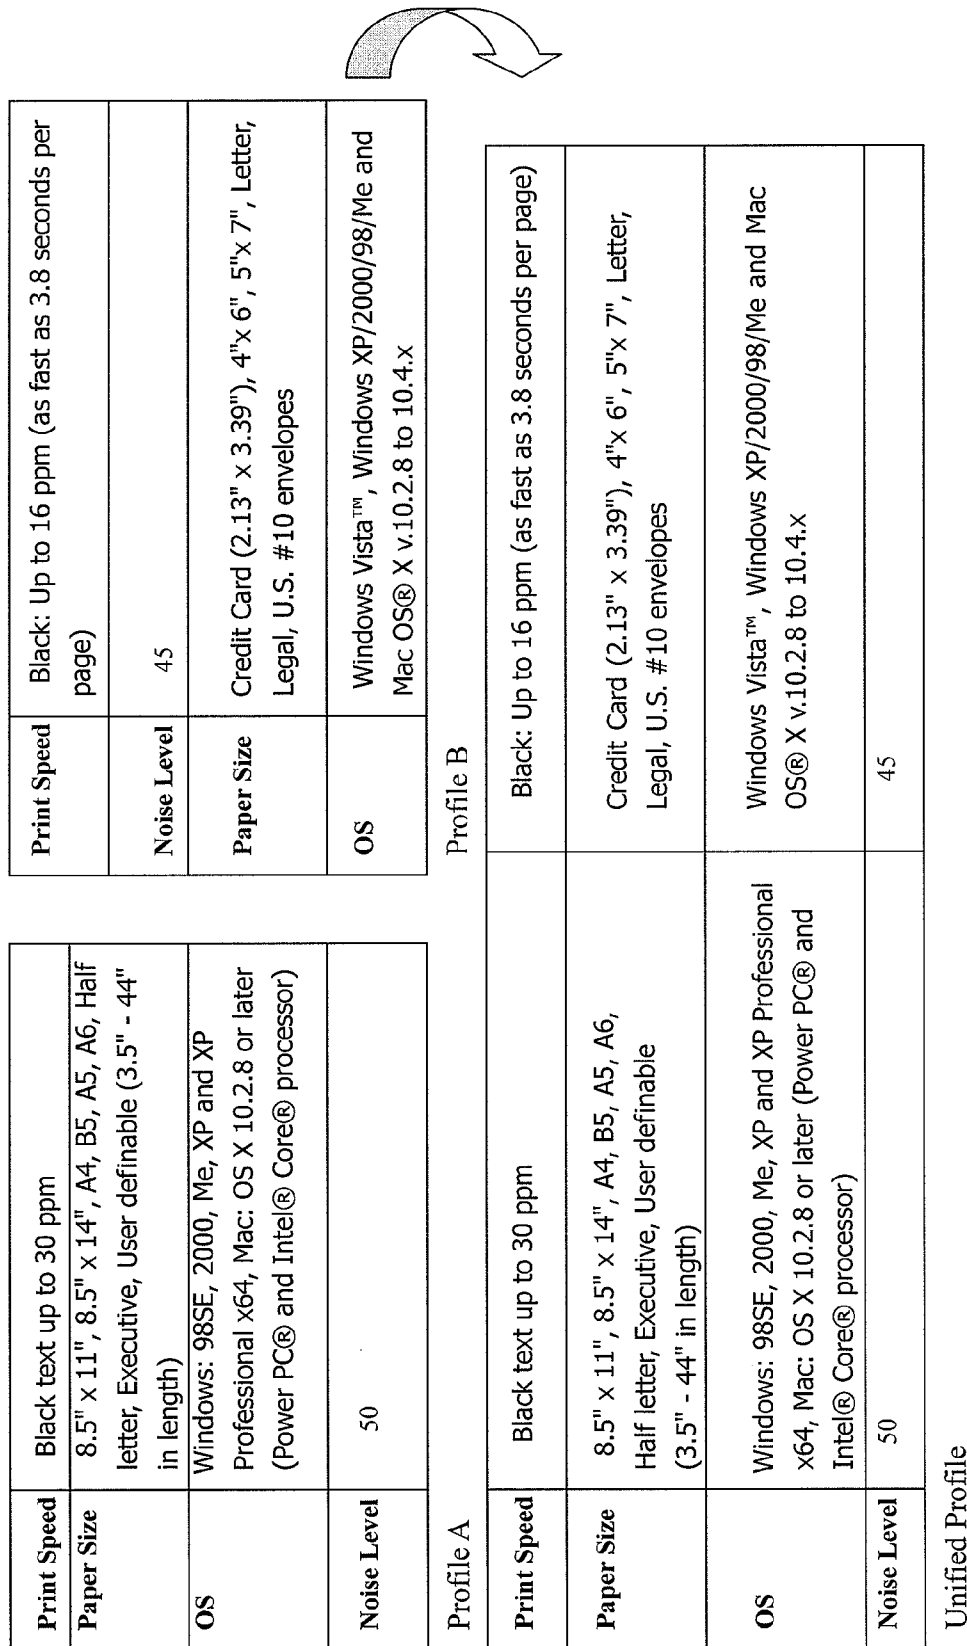 Print Speed
Black text up to 30 ppm
Paper Size
8.5" x 11", 8.5" x 14", A4, B5, A5, A6, Half
letter, Executive, User definable (3.5" - 44"
in length)
OS
Windows: 98SE, 2000, Me, XP and XP
Professional x64, Mac: OS X 10.2.8 or later
(Power PC® and Intel® Core® processor)
Noise Level
50
Profile A
Print Speed
Black: Up to 16 ppm (as fast as 3.8 seconds per
page)
Noise Level
45
Paper Size
Credit Card (2.13" x 3.39"), 4"x 6", 5"x 7", Letter,
Legal, U.S. #10 envelopes
OS
Windows Vista™, Windows XP/2000/98/Me and
Mac OS® X v.10.2.8 to 10.4.x
Profile B
Print Speed
Black text up to 30 ppm
Black: Up to 16 ppm (as fast as 3.8 seconds per page)
Paper Size
8.5" x 11", 8.5" x 14", A4, B5, A5, A6,
Half letter, Executive, User definable
(3.5" - 44" in length)
Credit Card (2.13" x 3.39"), 4"x 6", 5"x 7", Letter,
Legal, U.S. #10 envelopes
OS
Windows: 98SE, 2000, Me, XP and XP Professional
x64, Mac: OS X 10.2.8 or later (Power PC® and
Intel® Core® processor)
Windows Vista™, Windows XP/2000/98/Me and Mac
OS® X v.10.2.8 to 10.4.x
Noise Level
50
45
Unified Profile